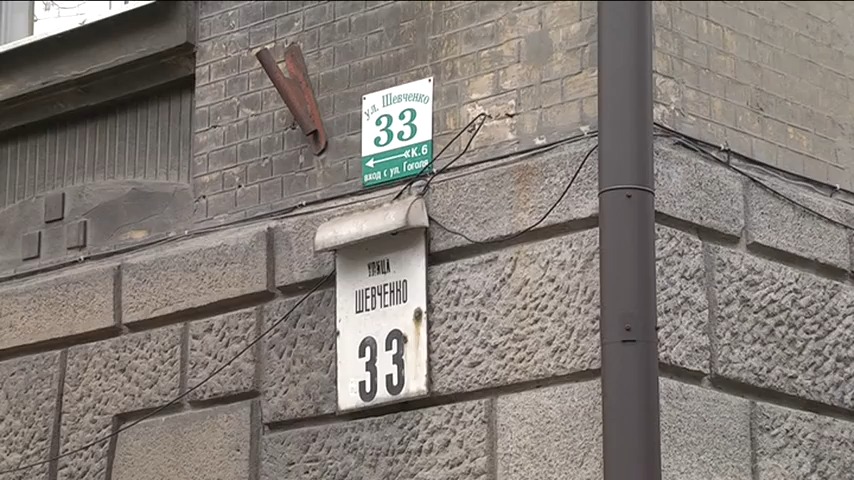 ул. Шевченко
33
«К.6
вход с ул. Гоголя
УЛИЦА
ШЕВЧЕНКО
33